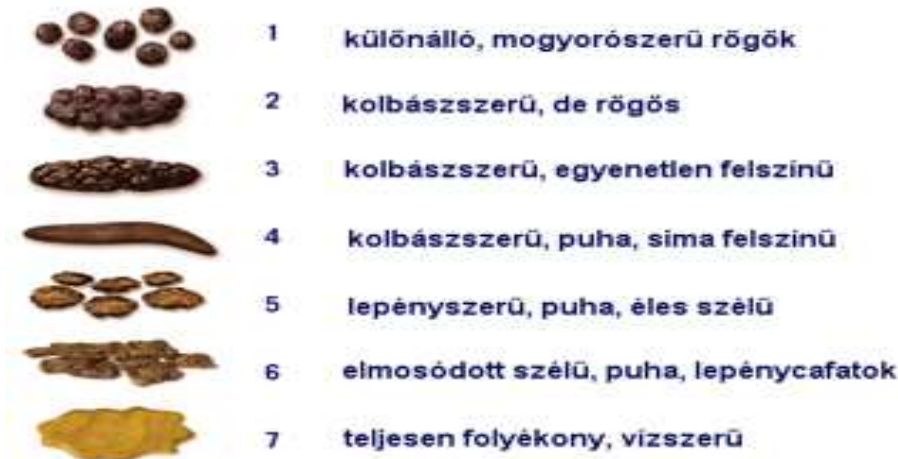 1 különálló, mogyorószerű rögök
2 kolbászszerű, de rögös
3 kolbászszerű, egyenetlen felszínű
4 kolbászszerű, puha, sima felszínű
5 lepényszerű, puha, éles szélű
6 elmosódott szélű, puha, lepénycafatok
7 teljesen folyékony, vízszerű